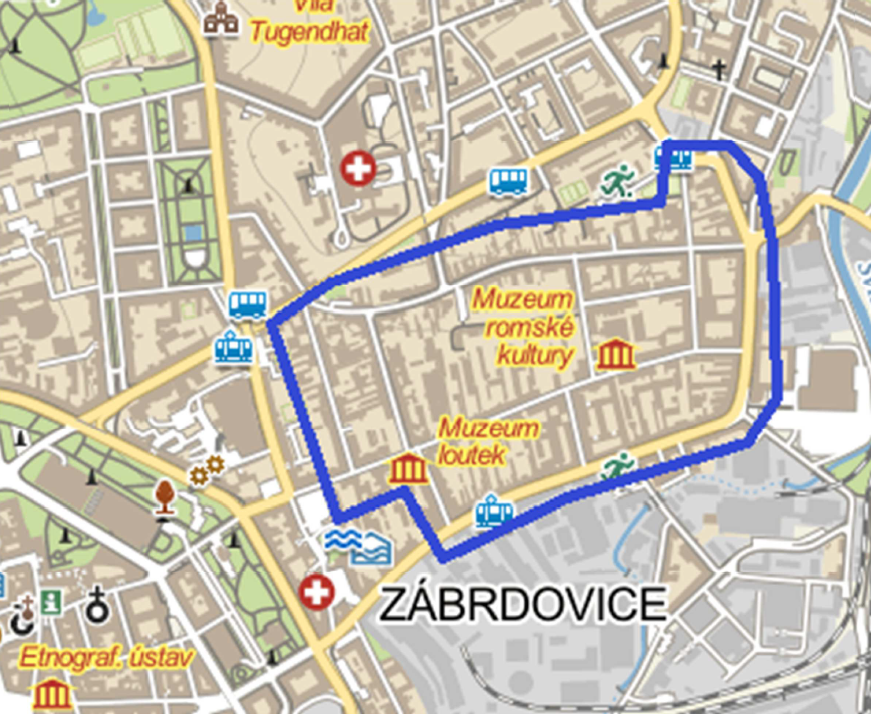 Vila
Tugendhat
Muzeum
romské
kultury
Muzeum
loutek
ZÁBRDOVICE
Etnograf. ústav